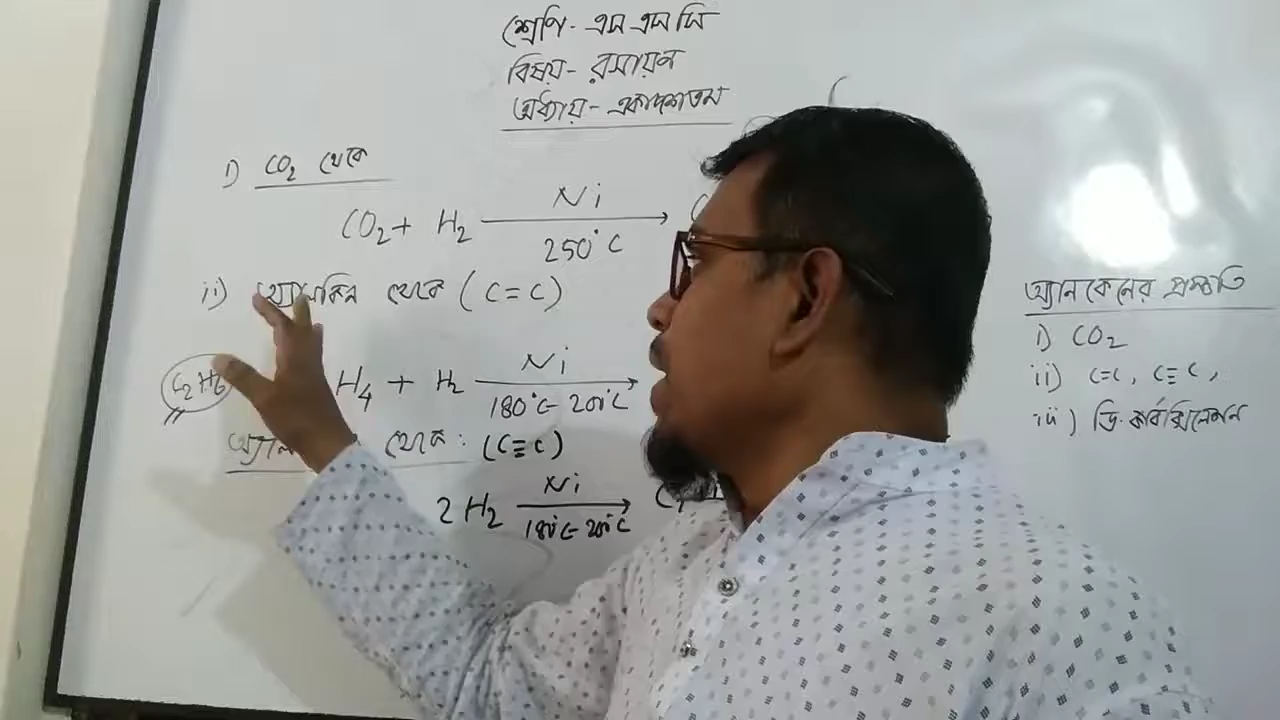 শ্রেণি- এস এস সি
বিষয়- রসায়ন
অধ্যায়- একাদশতম
i) CO₂ থেকে
CO₂ + H₂ Ni 250°C
ii) থেকে (C=C)
C₂H6 H₄ + H₂ Ni 180°C-200°C
থেকে: (C≡C)
2H₂ Ni 180°C-200°C
অ্যালকেনের প্রস্তুতি
i) CO₂
ii) C=C, C≡C,
iii) ডি-কার্বক্সিলেশন